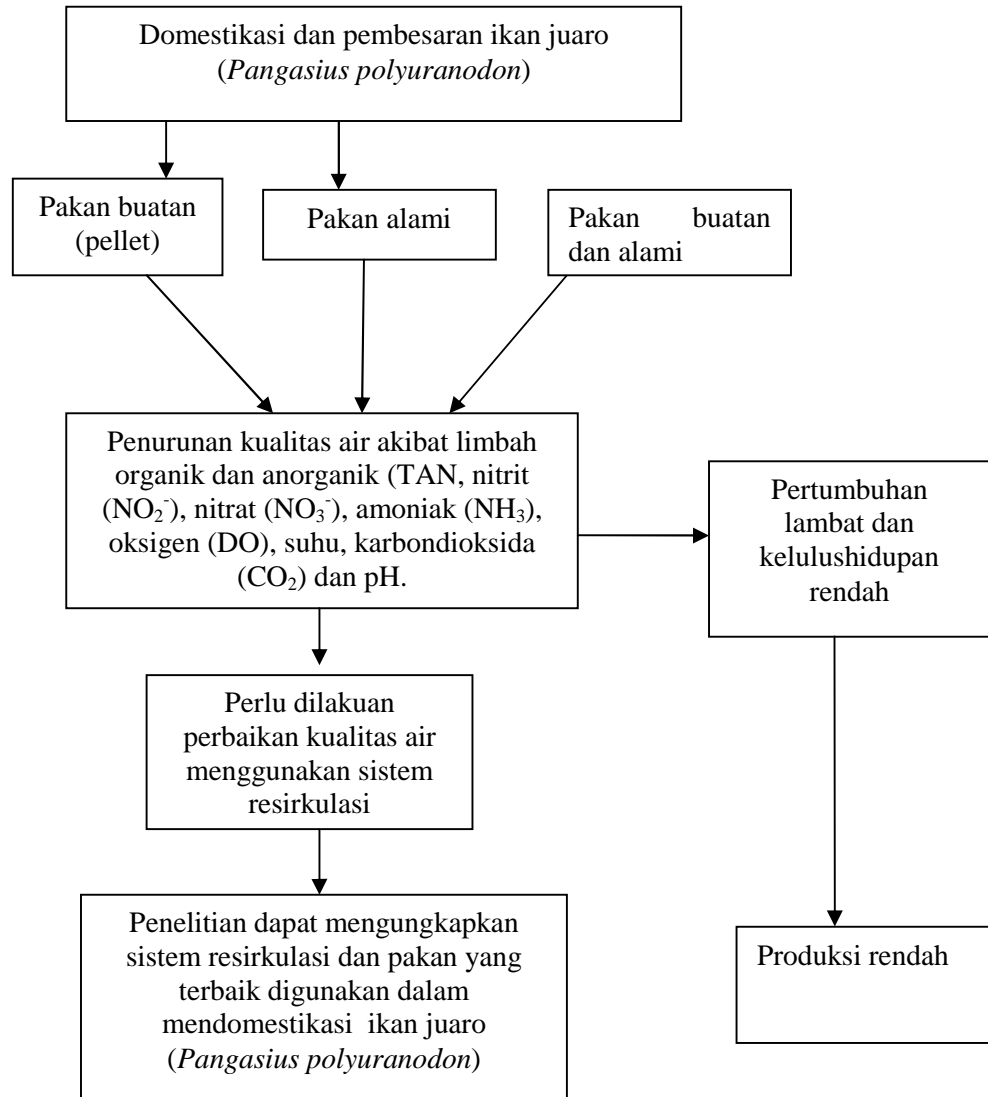 Domestikasi dan pembesaran ikan juaro
(Pangasius polyuranodon)
Pakan buatan
(pellet)
Pakan alami
Pakan buatan
dan alami
Penurunan kualitas air akibat limbah
organik dan anorganik (TAN, nitrit
(NO₂⁻), nitrat (NO₃⁻), amoniak (NH₃),
oksigen (DO), suhu, karbondioksida
(CO₂) dan pH.
Pertumbuhan
lambat dan
kelulushidupan
rendah
Perlu dilakuan
perbaikan kualitas air
menggunakan sistem
resirkulasi
Penelitian dapat mengungkapkan
sistem resirkulasi dan pakan yang
terbaik digunakan dalam
mendomestikasi ikan juaro
(Pangasius polyuranodon)
Produksi rendah